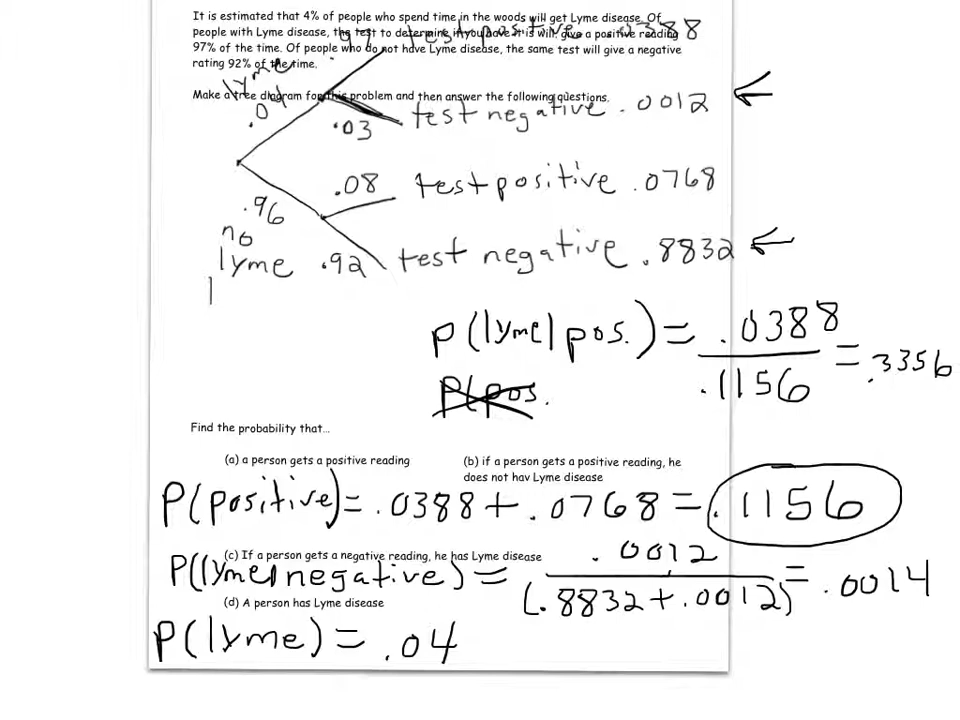 It is estimated that 4% of people who spend time in the woods will get Lyme disease. Of
people with Lyme disease, the test to determine if you have it is will give a positive reading
97% of the time. Of people who do not have Lyme disease, the same test will give a negative
rating 92% of the time.
.97 test positive .0388
lyme
Make a tree diagram for this problem and then answer the following questions.
.04
.03 test negative .0012
.08 test positive .0768
.96
no
lyme .92 test negative .8832
P(lyme|pos.) = .0388
.1156
= .3356
P(pos.
Find the probability that...
(a) a person gets a positive reading
(b) if a person gets a positive reading, he
does not hav Lyme disease
P(positive) = .0388 + .0768 = .1156
(c) If a person gets a negative reading, he has Lyme disease
P(lyme|negative) = .0012
(.8832+.0012) = .0014
(d) A person has Lyme disease
P(lyme) = .04